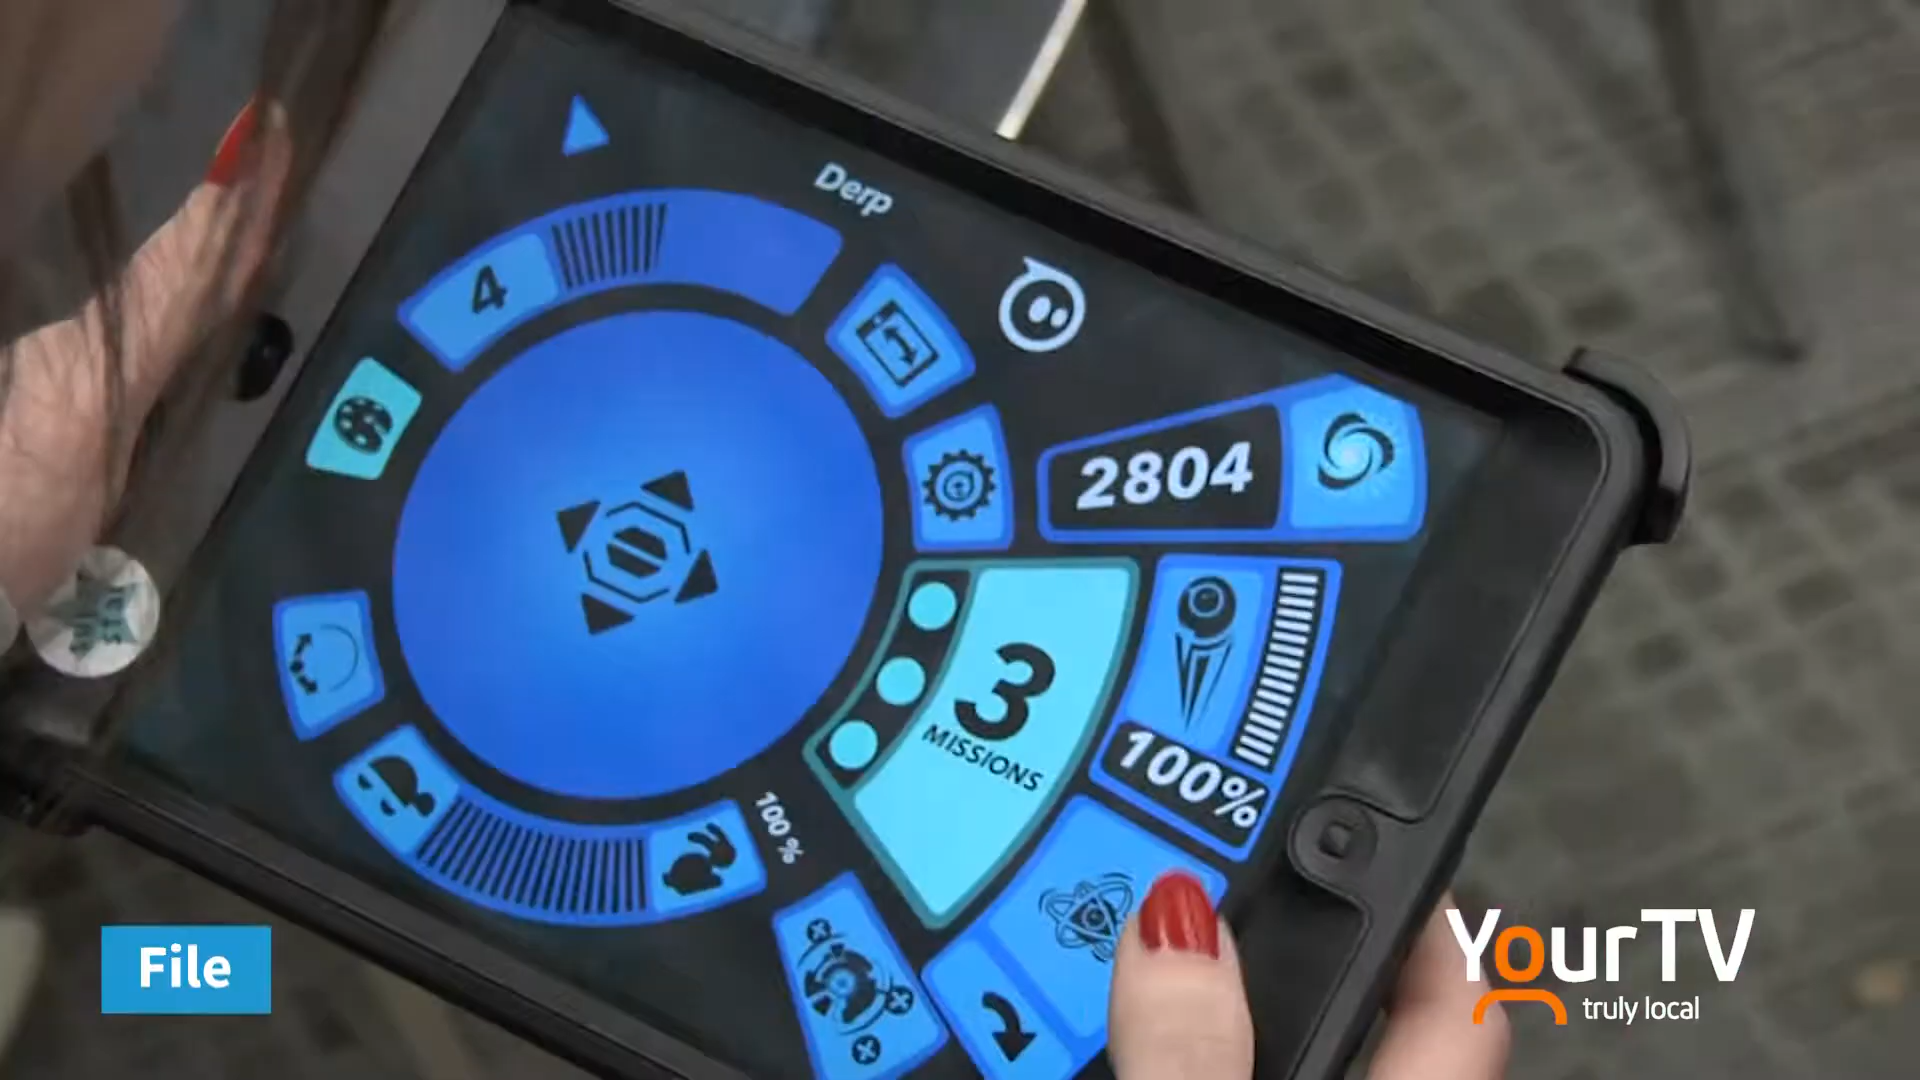 Derp
4
2804
3
MISSIONS
100%
100 %
File
YourTV
truly local